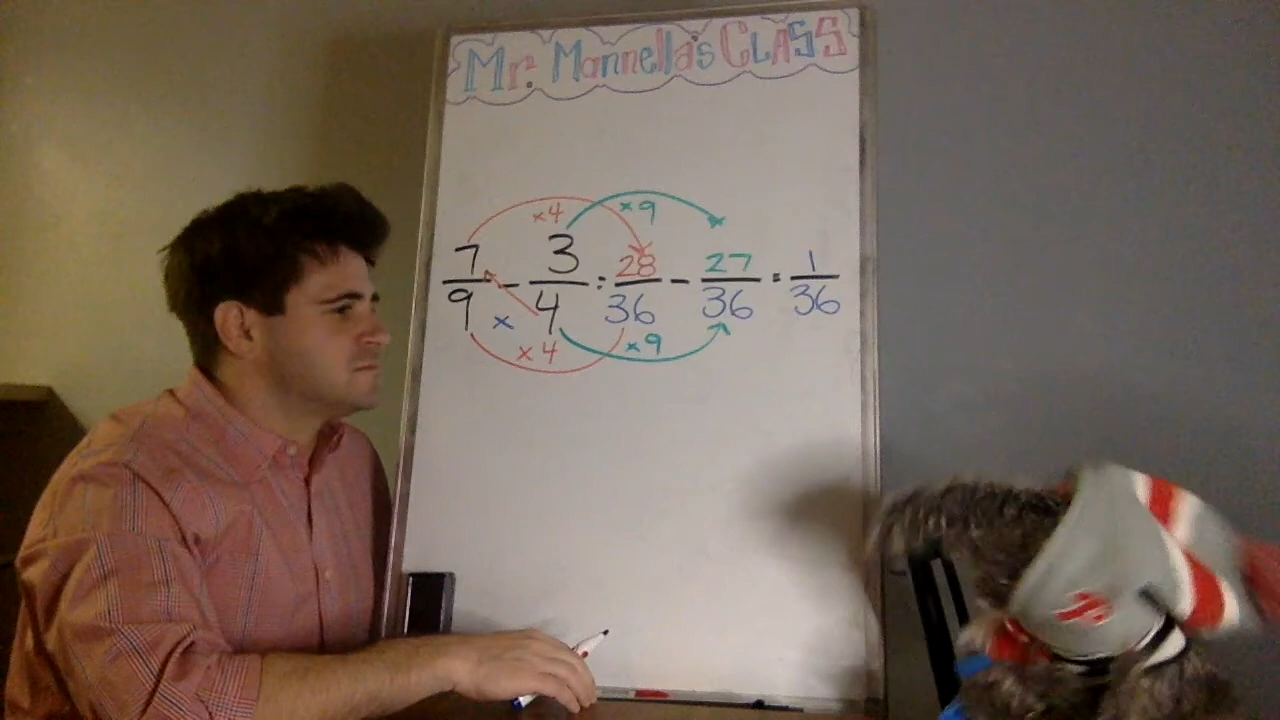 Mr. Mannella's CLASS
×4 ×9
7/9 - 3/4 = 28/36 - 27/36 = 1/36
×
×4 ×9